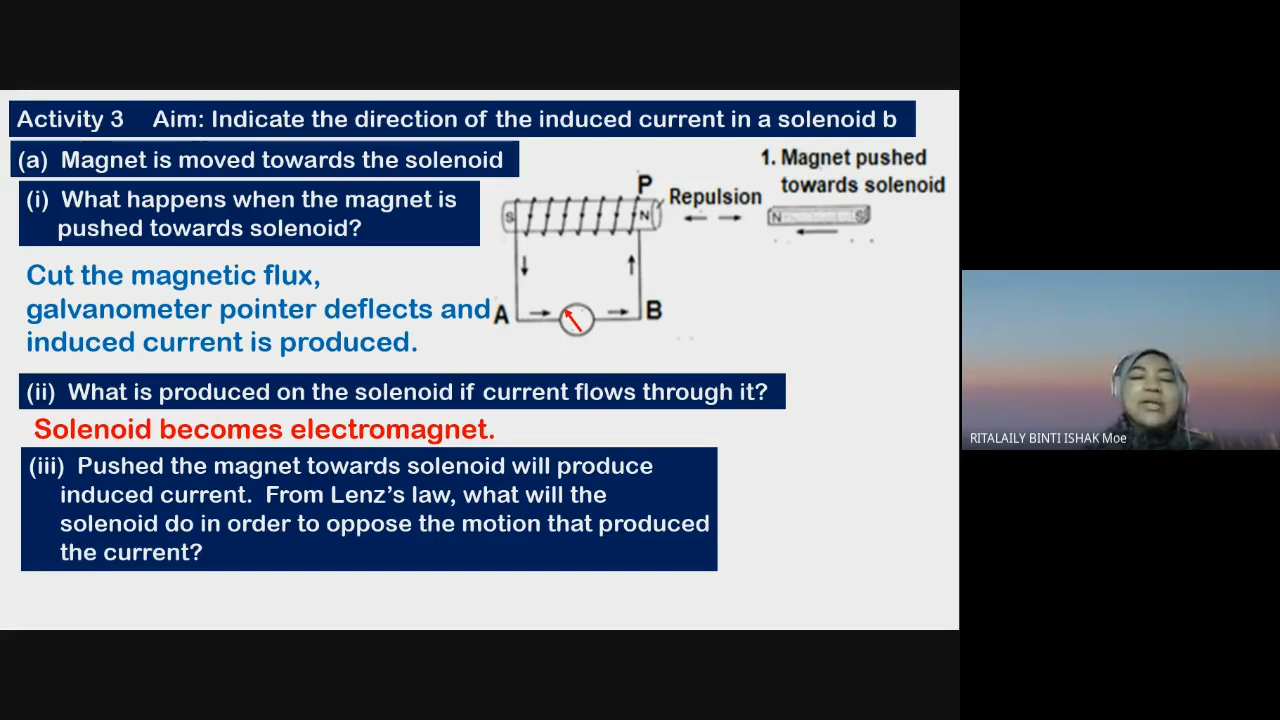 Activity 3 Aim: Indicate the direction of the induced current in a solenoid b
(a) Magnet is moved towards the solenoid
(i) What happens when the magnet is
pushed towards solenoid?
Cut the magnetic flux,
galvanometer pointer deflects and
induced current is produced.
1. Magnet pushed
towards solenoid
P
Repulsion
S
N
N
S
A
B
(ii) What is produced on the solenoid if current flows through it?
Solenoid becomes electromagnet.
(iii) Pushed the magnet towards solenoid will produce
induced current. From Lenz's law, what will the
solenoid do in order to oppose the motion that produced
the current?
RITALAILY BINTI ISHAK Moe